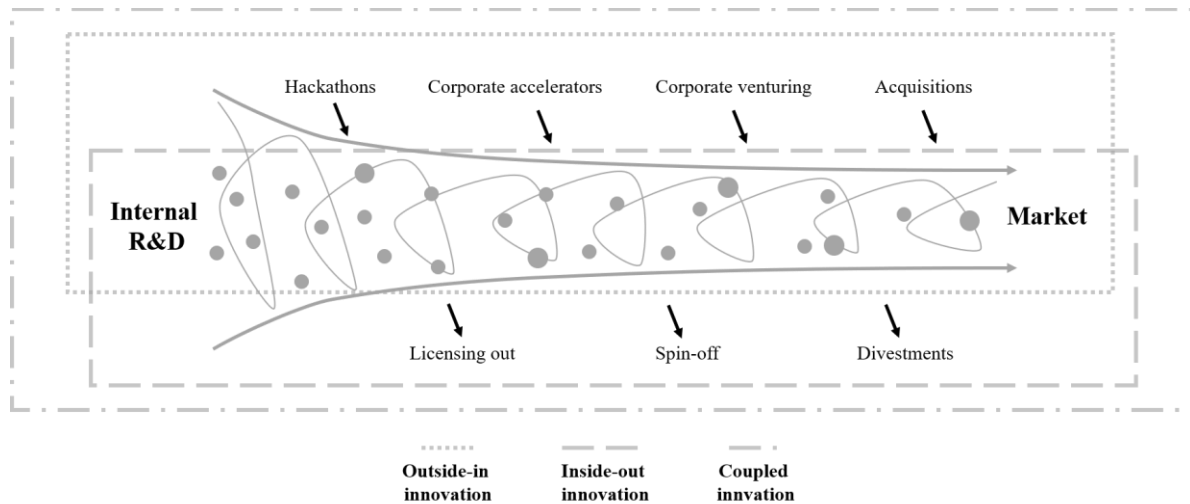 Hackathons
Corporate accelerators
Corporate venturing
Acquisitions
Internal
R&D
Market
Licensing out
Spin-off
Divestments
Outside-in
innovation
Inside-out
innovation
Coupled
innvation